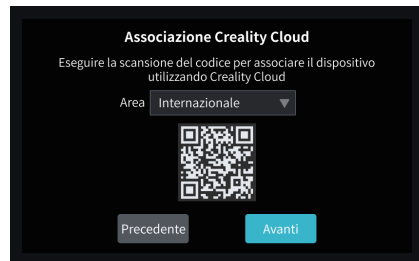 Associazione Creality Cloud
Eseguire la scansione del codice per associare il dispositivo
utilizzando Creality Cloud
Area Internazionale
Precedente Avanti